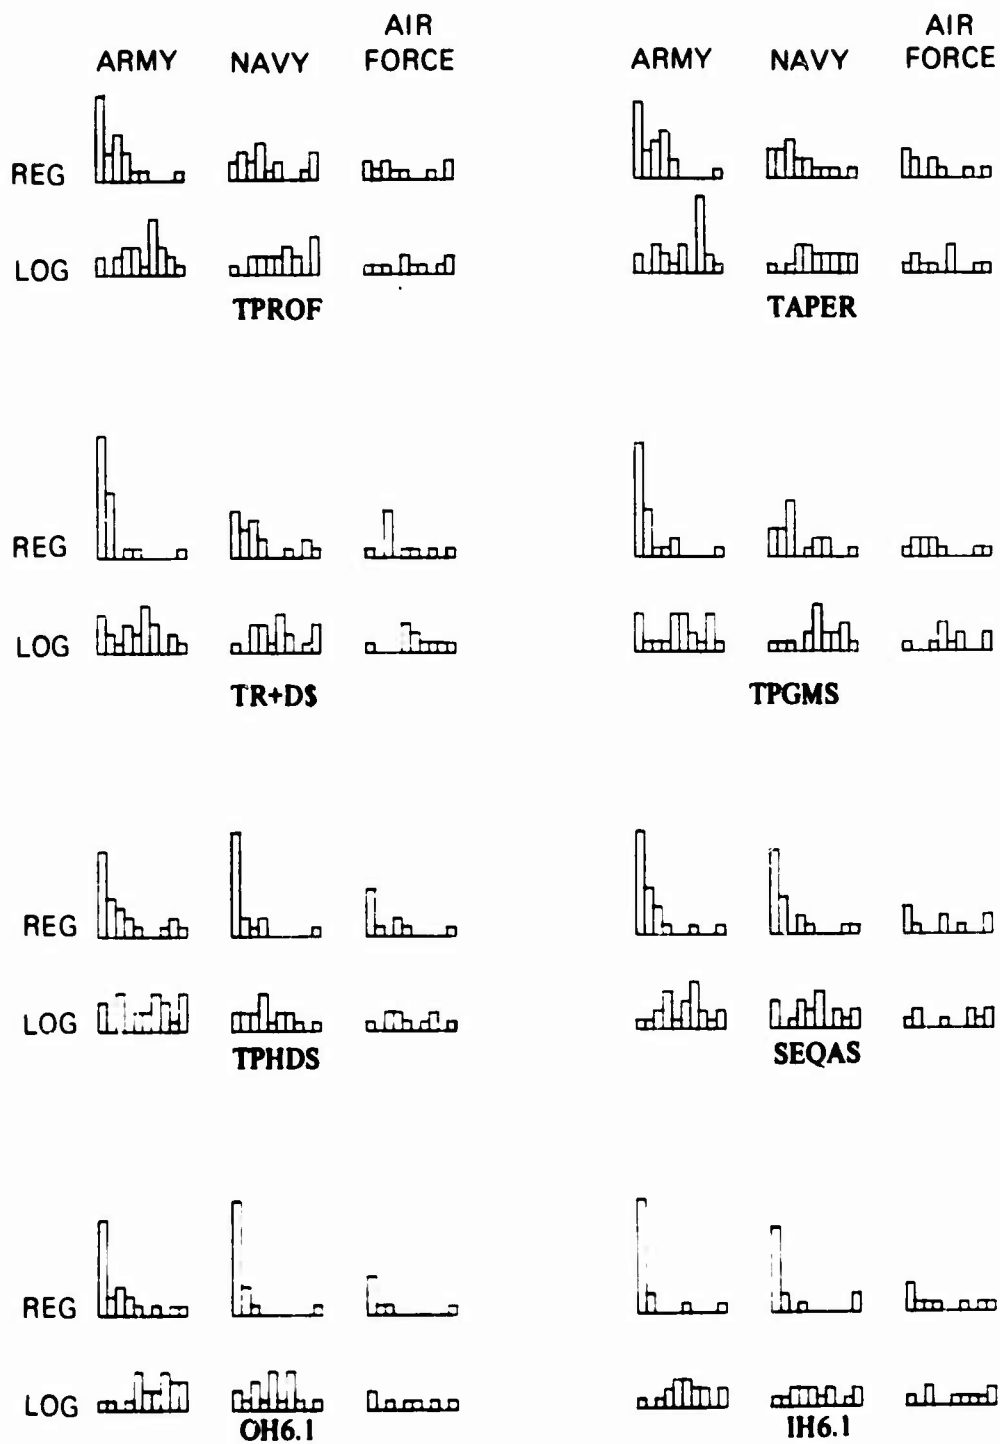 AIR AIR
ARMY NAVY FORCE ARMY NAVY FORCE
REG
LOG
TPROF TAPER
REG
LOG
TR+D$ TPGMS
REG
LOG
TPHDS SEQAS
REG
LOG
OH6.1 IH6.1